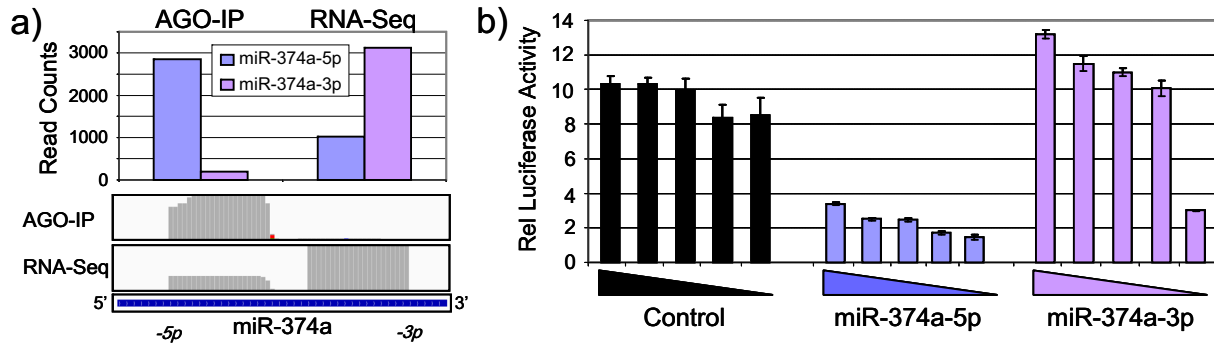 a)
AGO-IP RNA-Seq
Read Counts
3000
2000
1000
0
miR-374a-5p
miR-374a-3p
AGO-IP
RNA-Seq
5' 3'
-5p miR-374a -3p
b)
Rel Luciferase Activity
14
12
10
8
6
4
2
0
Control miR-374a-5p miR-374a-3p